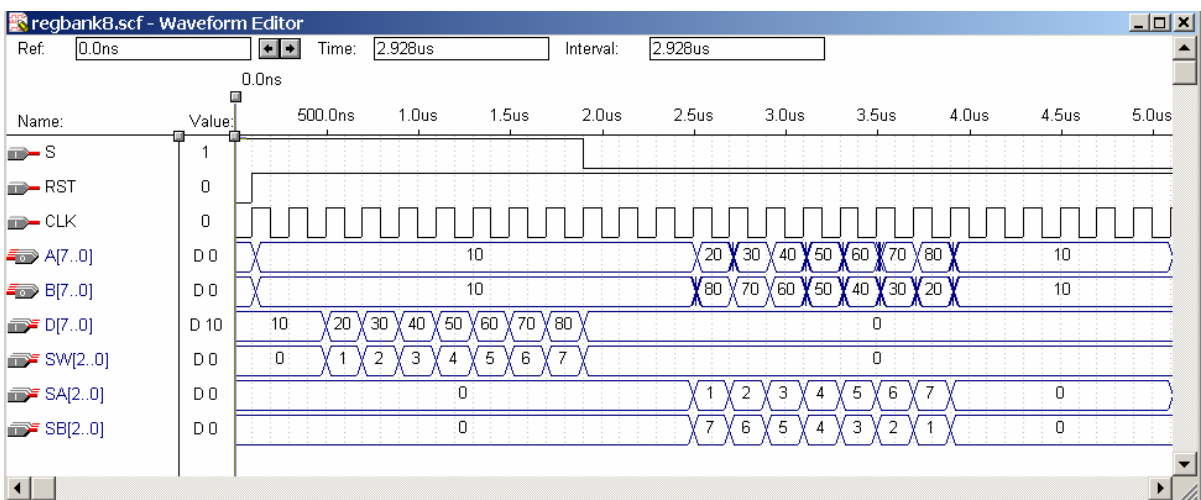 regbank8.scf - Waveform Editor
Ref: 0.0ns Time: 2.928us Interval: 2.928us
0.0ns
Name: Value: 500.0ns 1.0us 1.5us 2.0us 2.5us 3.0us 3.5us 4.0us 4.5us 5.0us
S 1
RST 0
CLK 0
A[7..0] D 0 10 20 30 40 50 60 70 80 10
B[7..0] D 0 10 80 70 60 50 40 30 20 10
D[7..0] D 10 10 20 30 40 50 60 70 80 0
SW[2..0] D 0 0 1 2 3 4 5 6 7 0
SA[2..0] D 0 0 1 2 3 4 5 6 7 0
SB[2..0] D 0 0 7 6 5 4 3 2 1 0